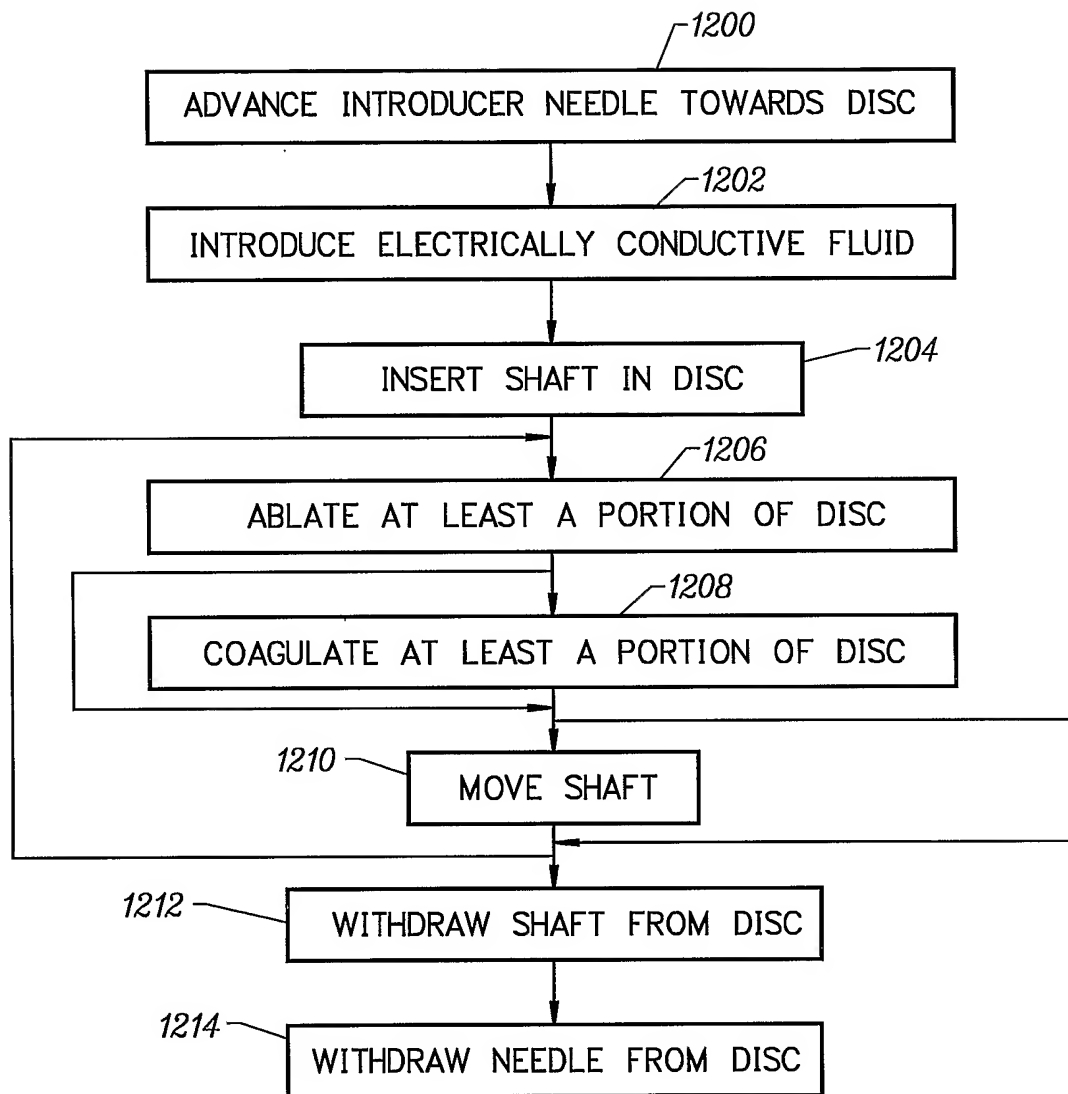 1200
ADVANCE INTRODUCER NEEDLE TOWARDS DISC
1202
INTRODUCE ELECTRICALLY CONDUCTIVE FLUID
1204
INSERT SHAFT IN DISC
1206
ABLATE AT LEAST A PORTION OF DISC
1208
COAGULATE AT LEAST A PORTION OF DISC
1210
MOVE SHAFT
1212
WITHDRAW SHAFT FROM DISC
1214
WITHDRAW NEEDLE FROM DISC